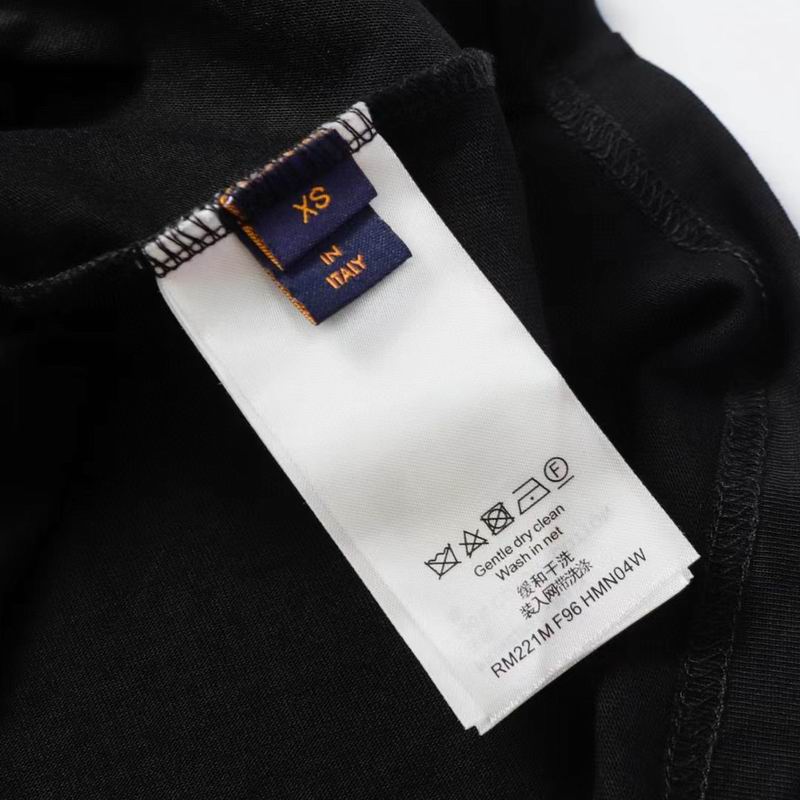 XS
IN
ITALY
F
Gentle dry clean
Wash in net
缓和干洗
装入网带洗涤
RM221M F96 HMN04W